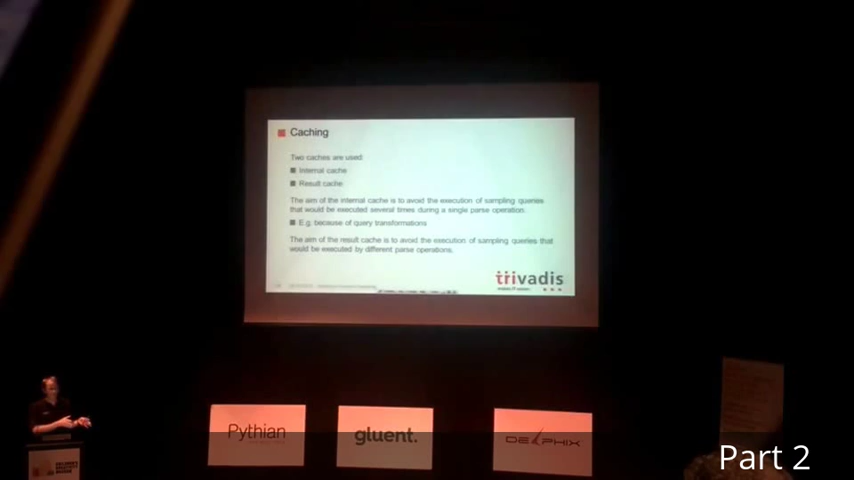 Caching
Two caches are used:
Internal cache
Result cache
The aim of the internal cache is to avoid the execution of sampling queries
that would be executed several times during a single parse operation.
E.g. because of query transformations
The aim of the result cache is to avoid the execution of sampling queries that
would be executed by different parse operations.
trivadis
Pythian
gluent.
DELPHIX
Part 2